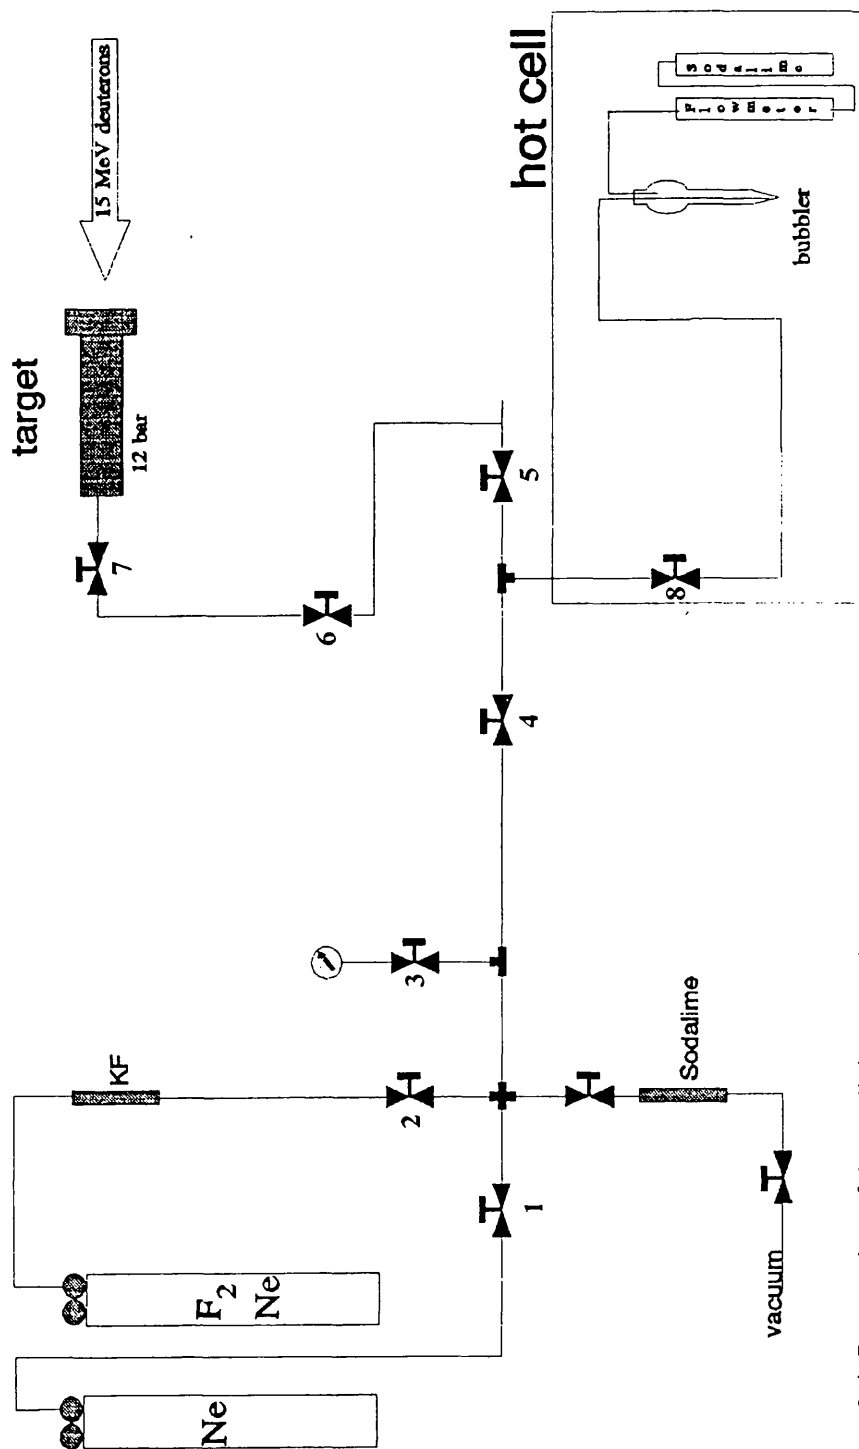 target
15 MeV deuterons
12 bar
7
6
5
hot cell
Sodalime
Flowmeter
bubbler
8
4
3
KF
2
1
Sodalime
vacuum
F2
Ne
Ne